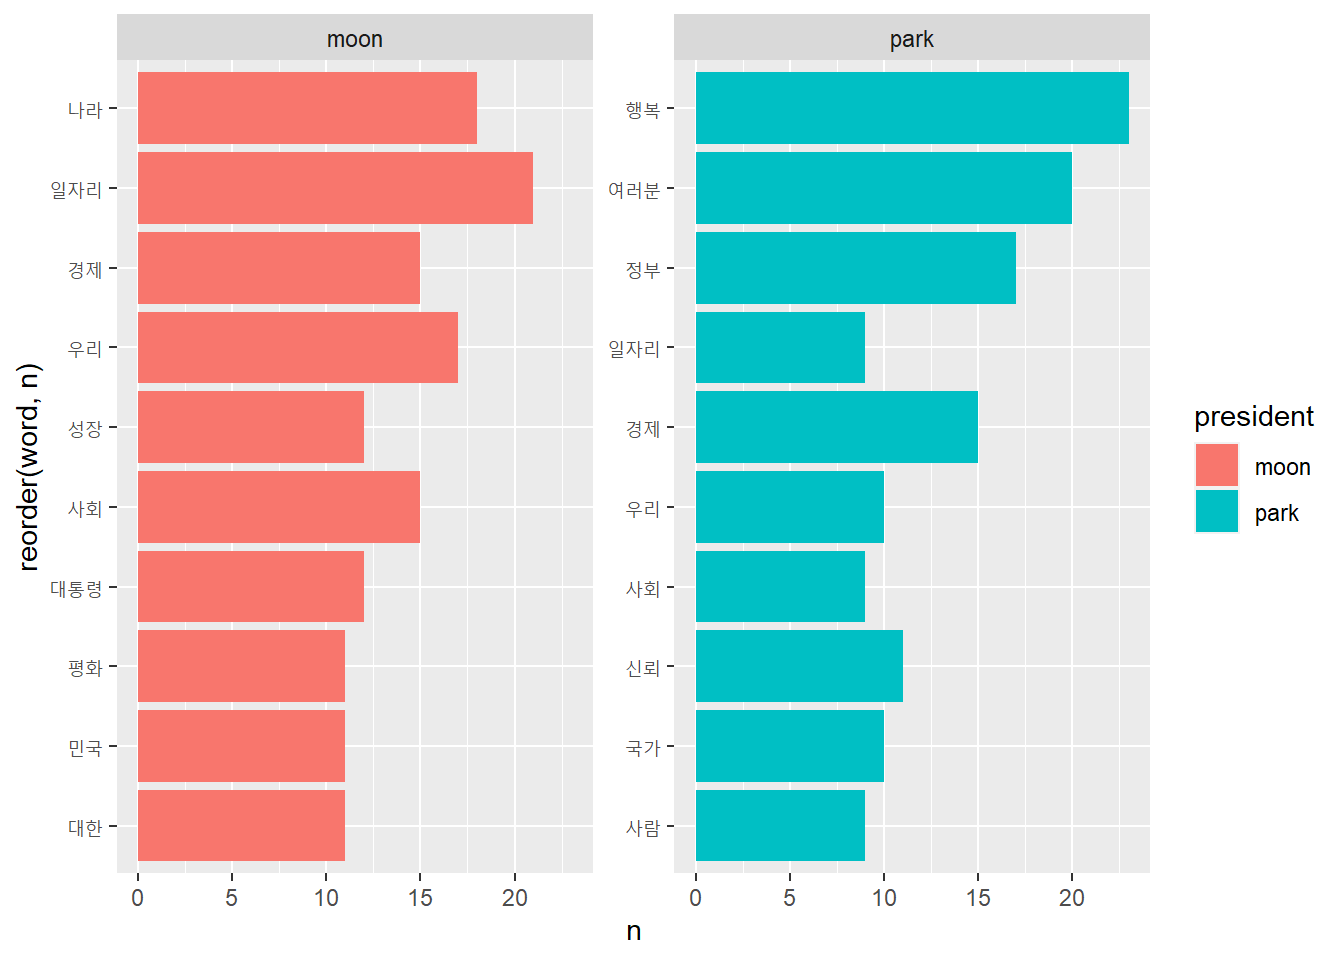 moon
park
reorder(word, n)
나라
일자리
경제
우리
성장
사회
대통령
평화
민국
대한
0 5 10 15 20
행복
여러분
정부
일자리
경제
우리
사회
신뢰
국가
사람
0 5 10 15 20
n
president
moon
park